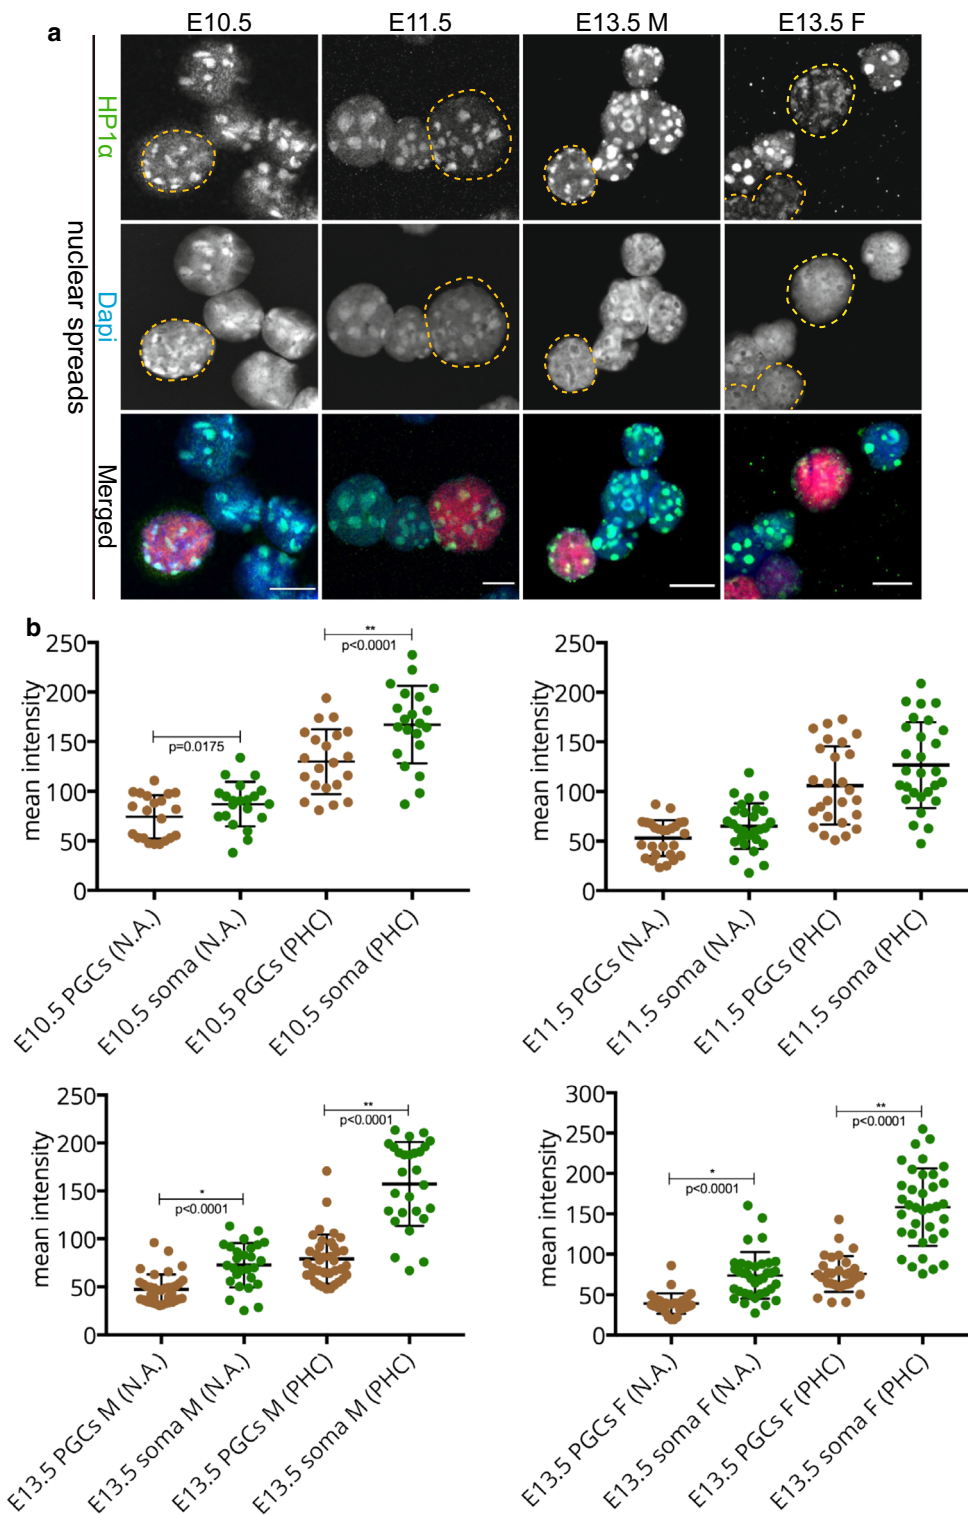 a
E10.5
E11.5
E13.5 M
E13.5 F
nuclear spreads
HP1α
Dapi
Merged
b
mean intensity
250
200
150
100
50
0
p=0.0175
**
p<0.0001
E10.5 PGCs (N.A.)
E10.5 soma (N.A.)
E10.5 PGCs (PHC)
E10.5 soma (PHC)
mean intensity
250
200
150
100
50
0
E11.5 PGCs (N.A.)
E11.5 soma (N.A.)
E11.5 PGCs (PHC)
E11.5 soma (PHC)
mean intensity
250
200
150
100
50
0
*
p<0.0001
**
p<0.0001
E13.5 PGCs M (N.A.)
E13.5 soma M (N.A.)
E13.5 PGCs M (PHC)
E13.5 soma M (PHC)
mean intensity
300
250
200
150
100
50
0
*
p<0.0001
**
p<0.0001
E13.5 PGCs F (N.A.)
E13.5 soma F (N.A.)
E13.5 PGCs F (PHC)
E13.5 soma F (PHC)